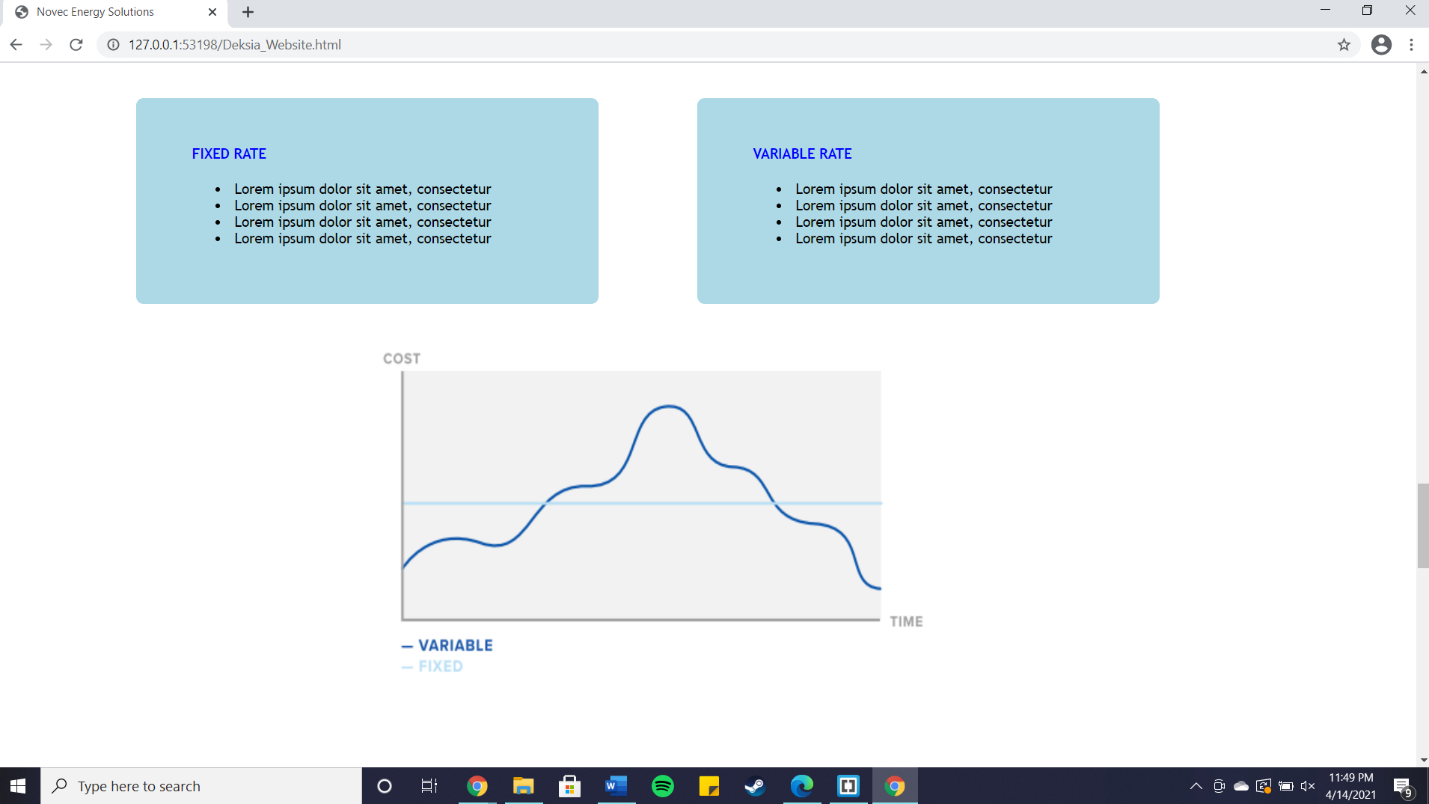 Novec Energy Solutions
127.0.0.1:53198/Deksia_Website.html
FIXED RATE
• Lorem ipsum dolor sit amet, consectetur
• Lorem ipsum dolor sit amet, consectetur
• Lorem ipsum dolor sit amet, consectetur
• Lorem ipsum dolor sit amet, consectetur
VARIABLE RATE
• Lorem ipsum dolor sit amet, consectetur
• Lorem ipsum dolor sit amet, consectetur
• Lorem ipsum dolor sit amet, consectetur
• Lorem ipsum dolor sit amet, consectetur
COST
TIME
— VARIABLE
— FIXED
Type here to search
W
11:49 PM
4/14/2021
9